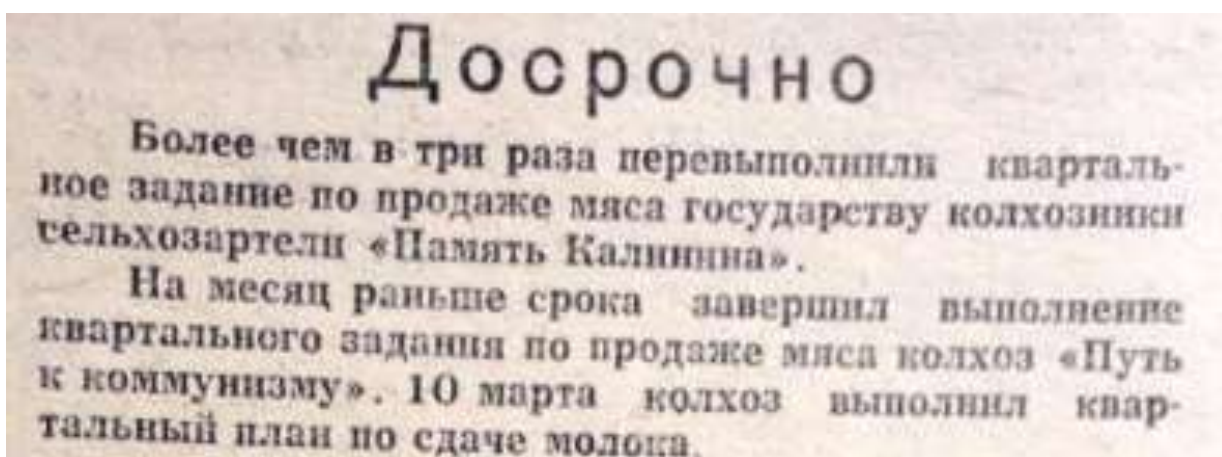 Досрочно
Более чем в три раза перевыполнили кварталь-
ное задание по продаже мяса государству колхозники
сельхозартели «Память Калинина».
На месяц раньше срока завершил выполнение
квартального задания по продаже мяса колхоз «Путь
к коммунизму». 10 марта колхоз выполнил квар-
тальный план по сдаче молока.